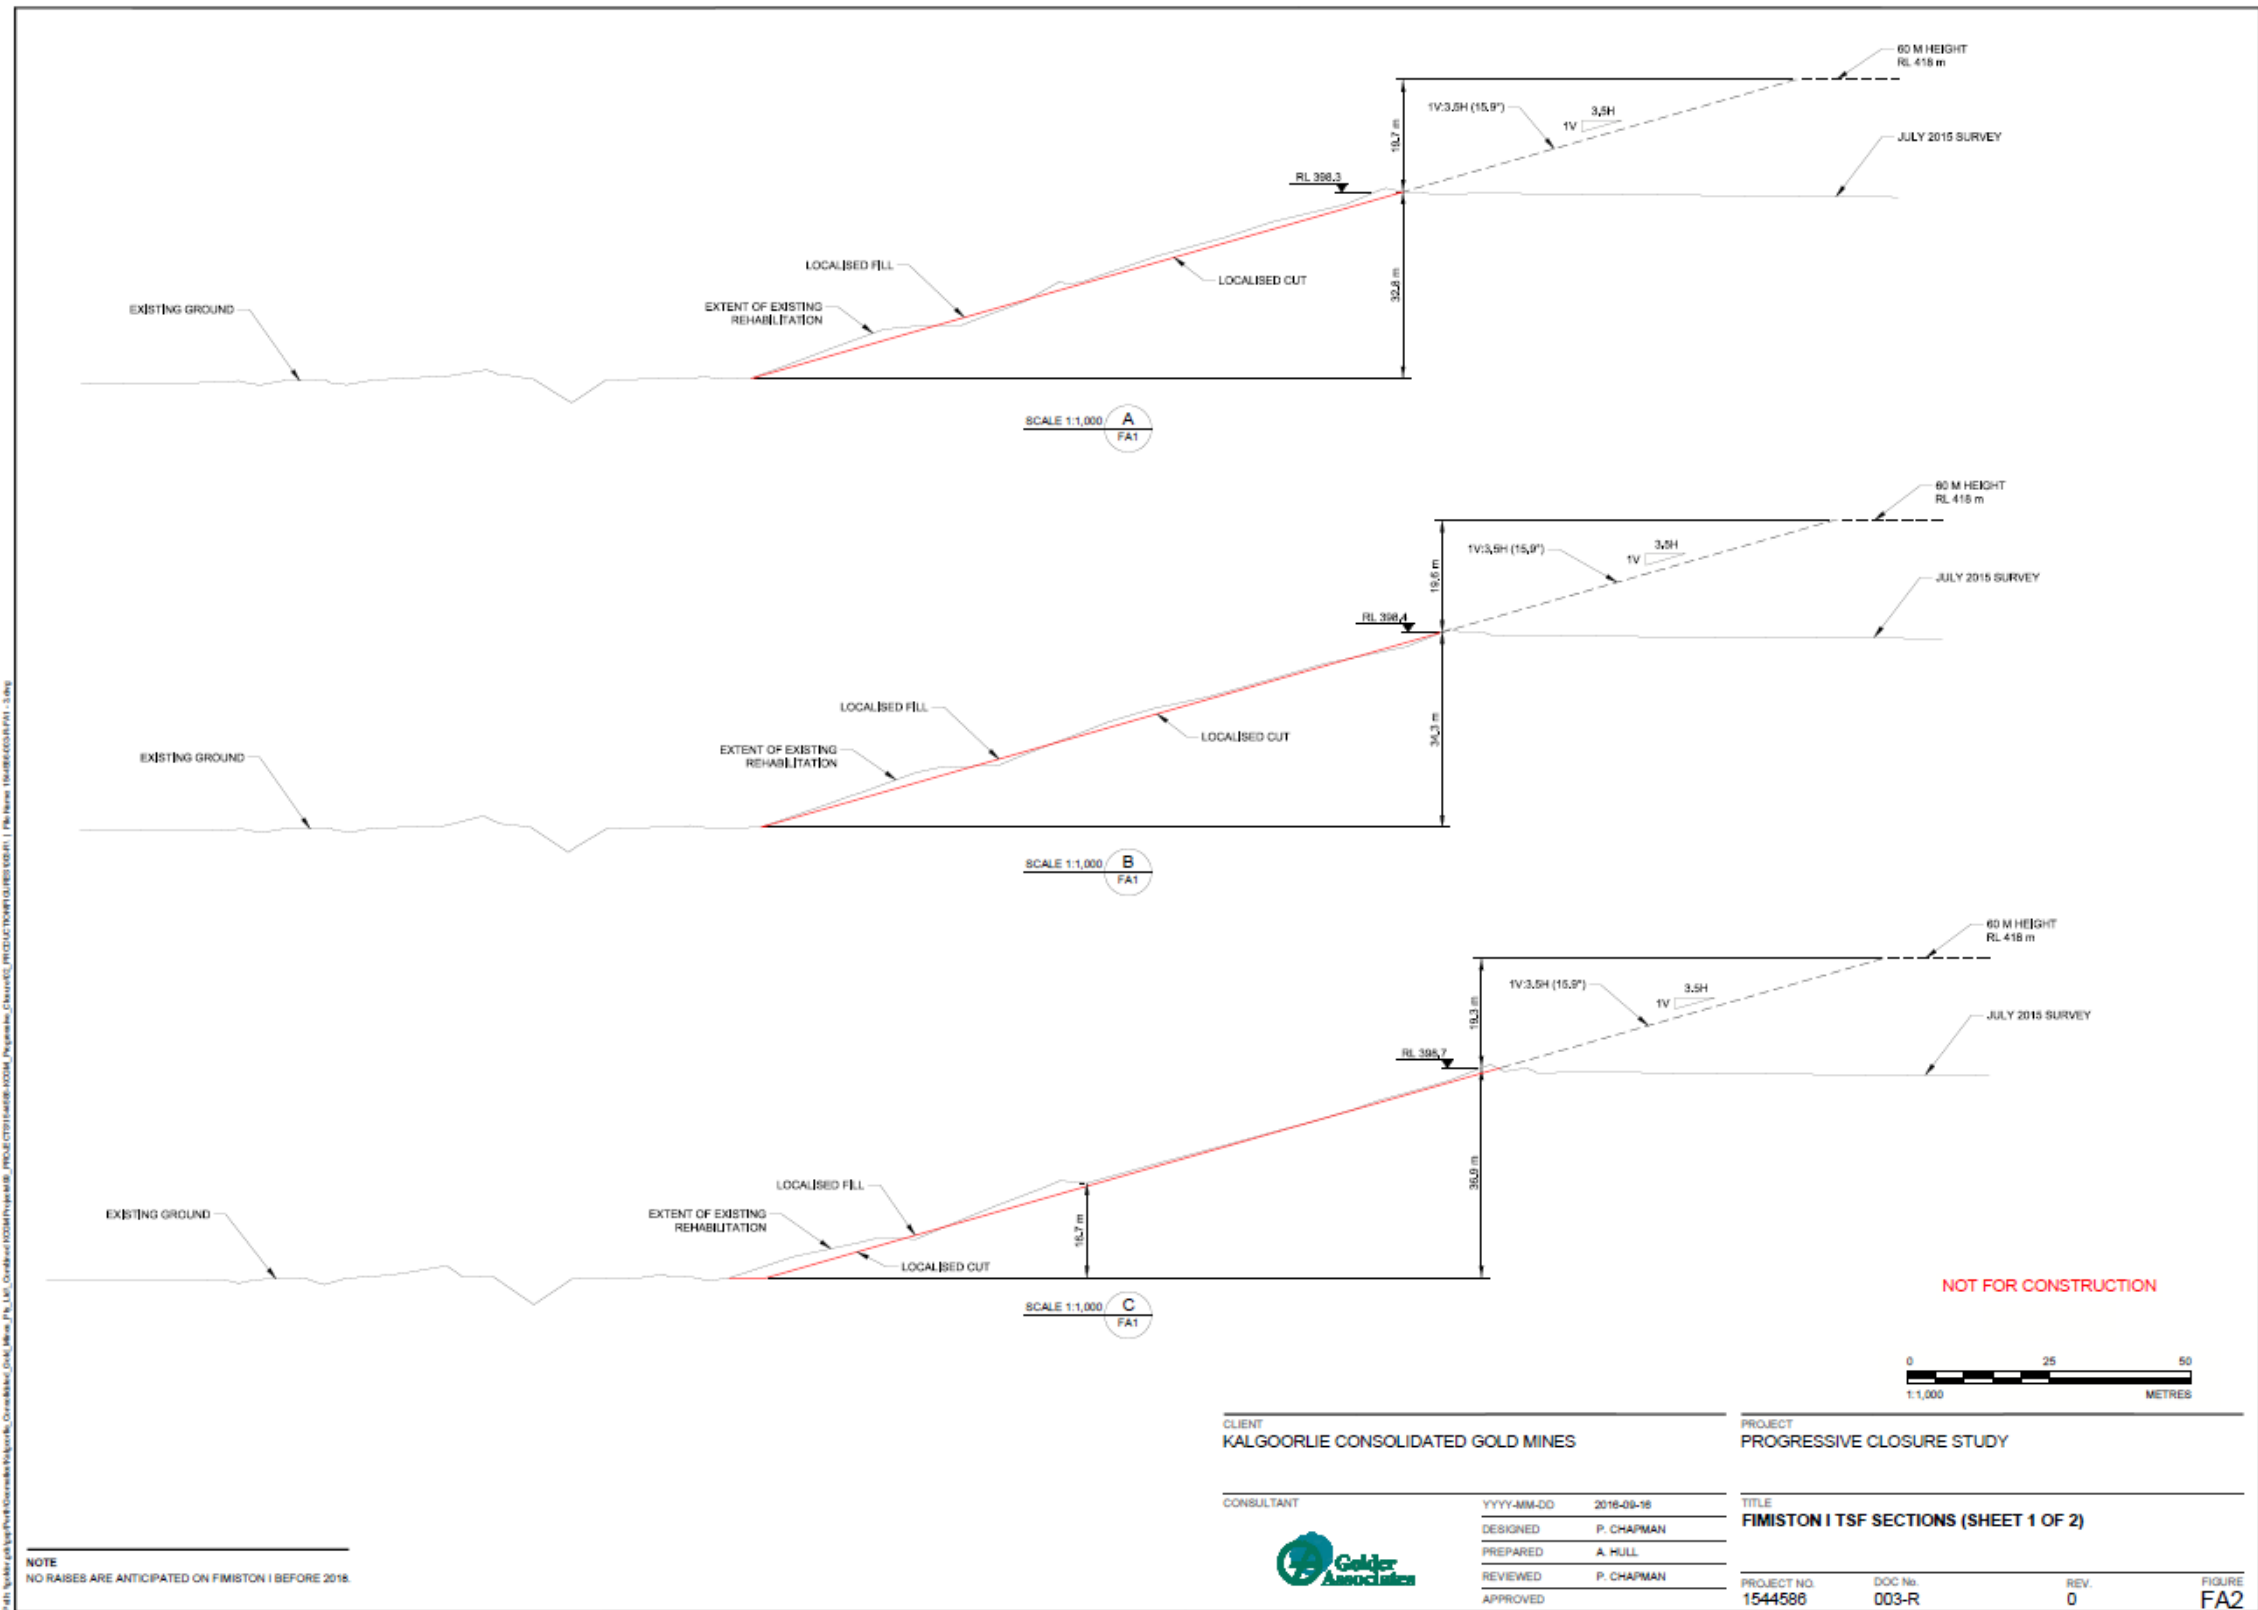 60 M HEIGHT
RL 418 m
1V:3.5H (15.9°)
3.5H
1V
19.7 m
JULY 2015 SURVEY
RL 398.3
LOCALISED FILL
LOCALISED CUT
32.8 m
EXISTING GROUND
EXTENT OF EXISTING
REHABILITATION
SCALE 1:1,000
A
FA1
60 M HEIGHT
RL 418 m
1V:3.5H (15.9°)
3.5H
1V
19.6 m
JULY 2015 SURVEY
RL 398.4
LOCALISED FILL
LOCALISED CUT
34.3 m
EXISTING GROUND
EXTENT OF EXISTING
REHABILITATION
SCALE 1:1,000
B
FA1
60 M HEIGHT
RL 418 m
1V:3.5H (15.9°)
3.5H
1V
19.3 m
JULY 2015 SURVEY
RL 398.7
LOCALISED FILL
36.9 m
EXISTING GROUND
EXTENT OF EXISTING
REHABILITATION
16.7 m
LOCALISED CUT
SCALE 1:1,000
C
FA1
NOT FOR CONSTRUCTION
0 25 50
1:1,000 METRES
CLIENT
KALGOORLIE CONSOLIDATED GOLD MINES
PROJECT
PROGRESSIVE CLOSURE STUDY
CONSULTANT
Golder
Associates
YYYY-MM-DD 2016-09-16
DESIGNED P. CHAPMAN
PREPARED A. HULL
REVIEWED P. CHAPMAN
APPROVED
TITLE
FIMISTON I TSF SECTIONS (SHEET 1 OF 2)
PROJECT NO. DOC No. REV. FIGURE
1544586 003-R 0 FA2
NOTE
NO RAISES ARE ANTICIPATED ON FIMISTON I BEFORE 2018.